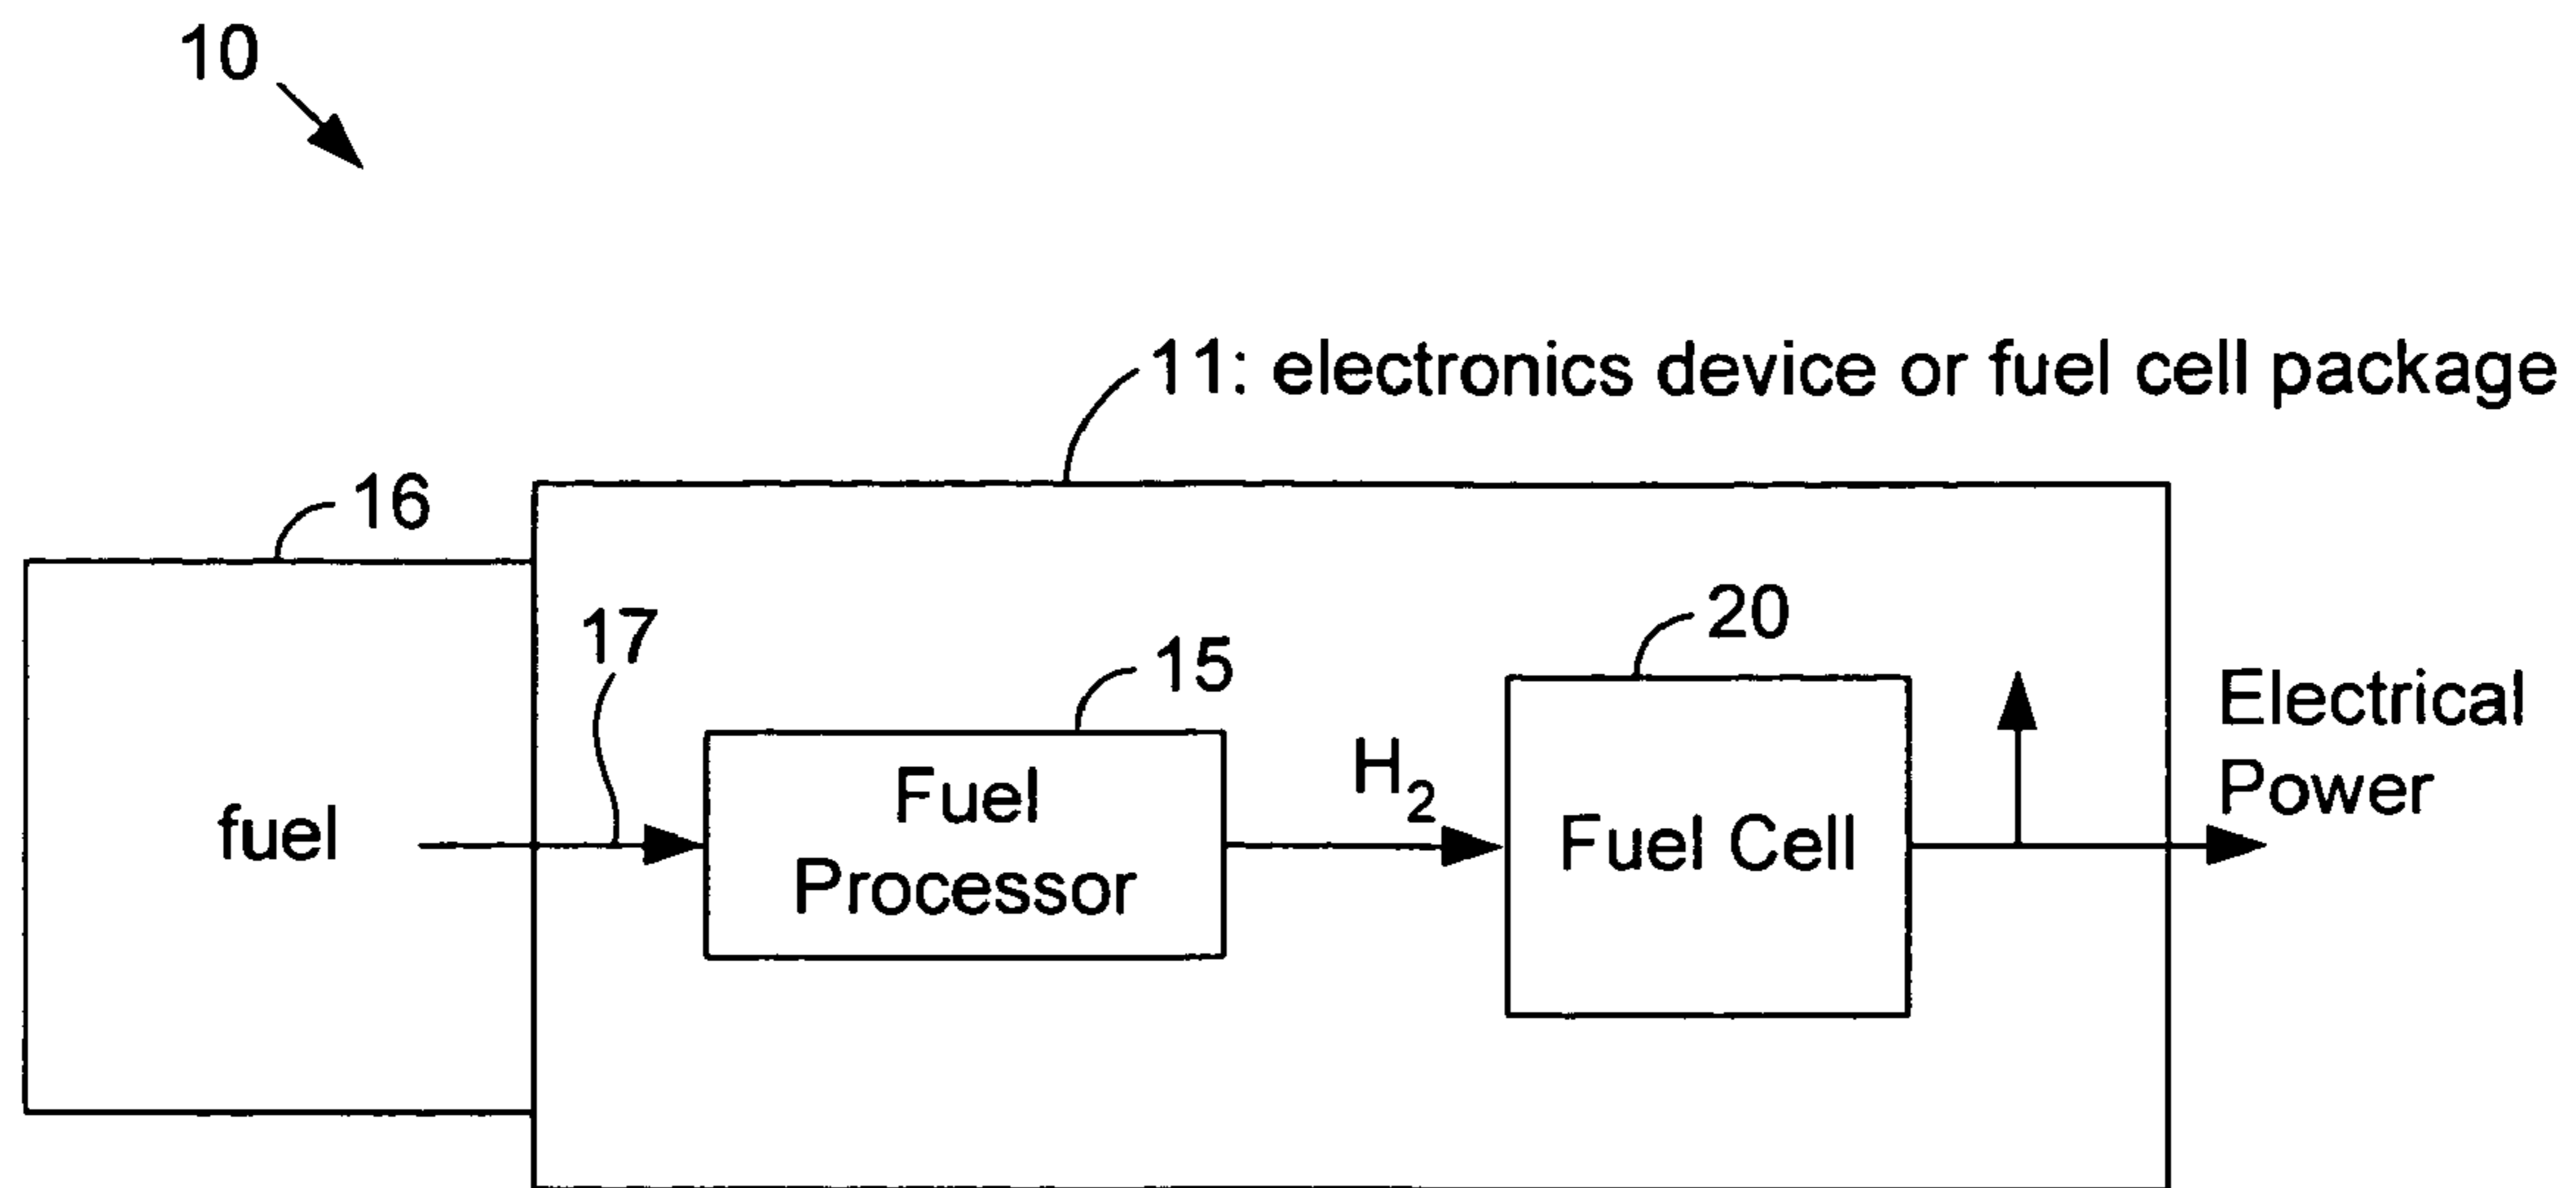 10
11: electronics device or fuel cell package
16
17
15
20
fuel
Fuel
Processor
H₂
Fuel Cell
Electrical
Power